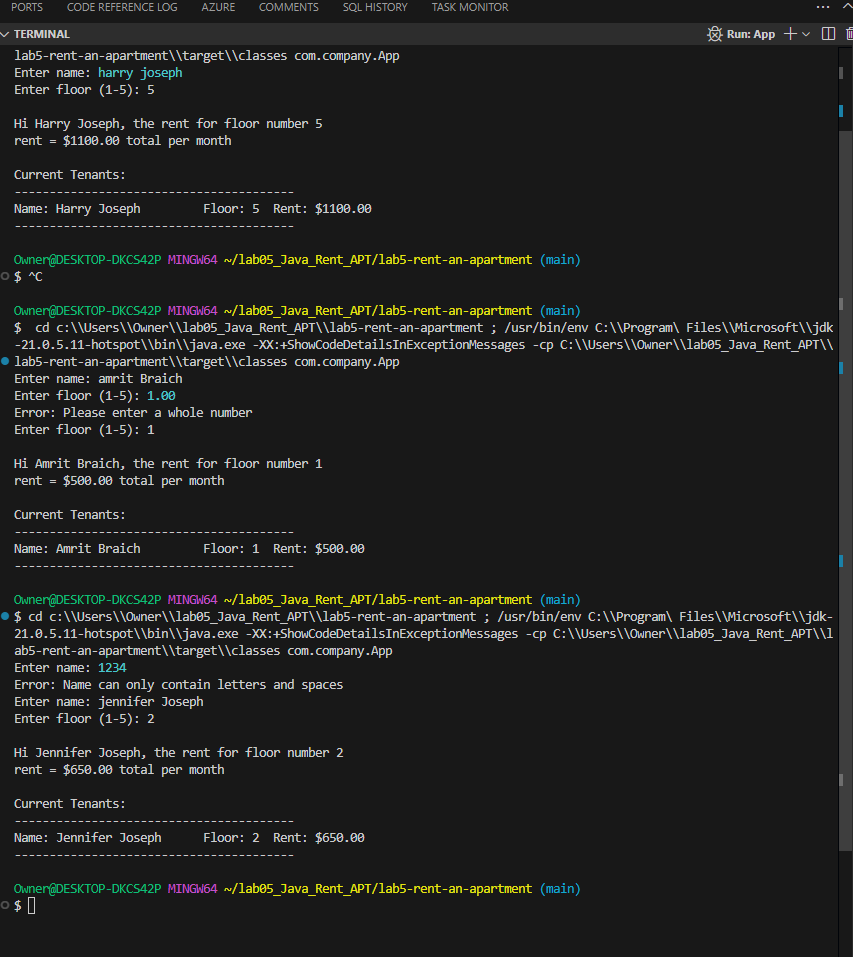 PORTS CODE REFERENCE LOG AZURE COMMENTS SQL HISTORY TASK MONITOR ...
TERMINAL Run: App
lab5-rent-an-apartment\\target\\classes com.company.App
Enter name: harry joseph
Enter floor (1-5): 5
Hi Harry Joseph, the rent for floor number 5
rent = $1100.00 total per month
Current Tenants:
----------------------------------------
Name: Harry Joseph         Floor: 5  Rent: $1100.00
----------------------------------------
Owner@DESKTOP-DKCS42P MINGW64 ~/lab05_Java_Rent_APT/lab5-rent-an-apartment (main)
$ ^C
Owner@DESKTOP-DKCS42P MINGW64 ~/lab05_Java_Rent_APT/lab5-rent-an-apartment (main)
$  cd c:\\Users\\Owner\\lab05_Java_Rent_APT\\lab5-rent-an-apartment ; /usr/bin/env C:\\Program\ Files\\Microsoft\\jdk
-21.0.5.11-hotspot\\bin\\java.exe -XX:+ShowCodeDetailsInExceptionMessages -cp C:\\Users\\Owner\\lab05_Java_Rent_APT\\
lab5-rent-an-apartment\\target\\classes com.company.App
Enter name: amrit Braich
Enter floor (1-5): 1.00
Error: Please enter a whole number
Enter floor (1-5): 1
Hi Amrit Braich, the rent for floor number 1
rent = $500.00 total per month
Current Tenants:
----------------------------------------
Name: Amrit Braich         Floor: 1  Rent: $500.00
----------------------------------------
Owner@DESKTOP-DKCS42P MINGW64 ~/lab05_Java_Rent_APT/lab5-rent-an-apartment (main)
$ cd c:\\Users\\Owner\\lab05_Java_Rent_APT\\lab5-rent-an-apartment ; /usr/bin/env C:\\Program\ Files\\Microsoft\\jdk-
21.0.5.11-hotspot\\bin\\java.exe -XX:+ShowCodeDetailsInExceptionMessages -cp C:\\Users\\Owner\\lab05_Java_Rent_APT\\l
ab5-rent-an-apartment\\target\\classes com.company.App
Enter name: 1234
Error: Name can only contain letters and spaces
Enter name: jennifer Joseph
Enter floor (1-5): 2
Hi Jennifer Joseph, the rent for floor number 2
rent = $650.00 total per month
Current Tenants:
----------------------------------------
Name: Jennifer Joseph      Floor: 2  Rent: $650.00
----------------------------------------
Owner@DESKTOP-DKCS42P MINGW64 ~/lab05_Java_Rent_APT/lab5-rent-an-apartment (main)
$